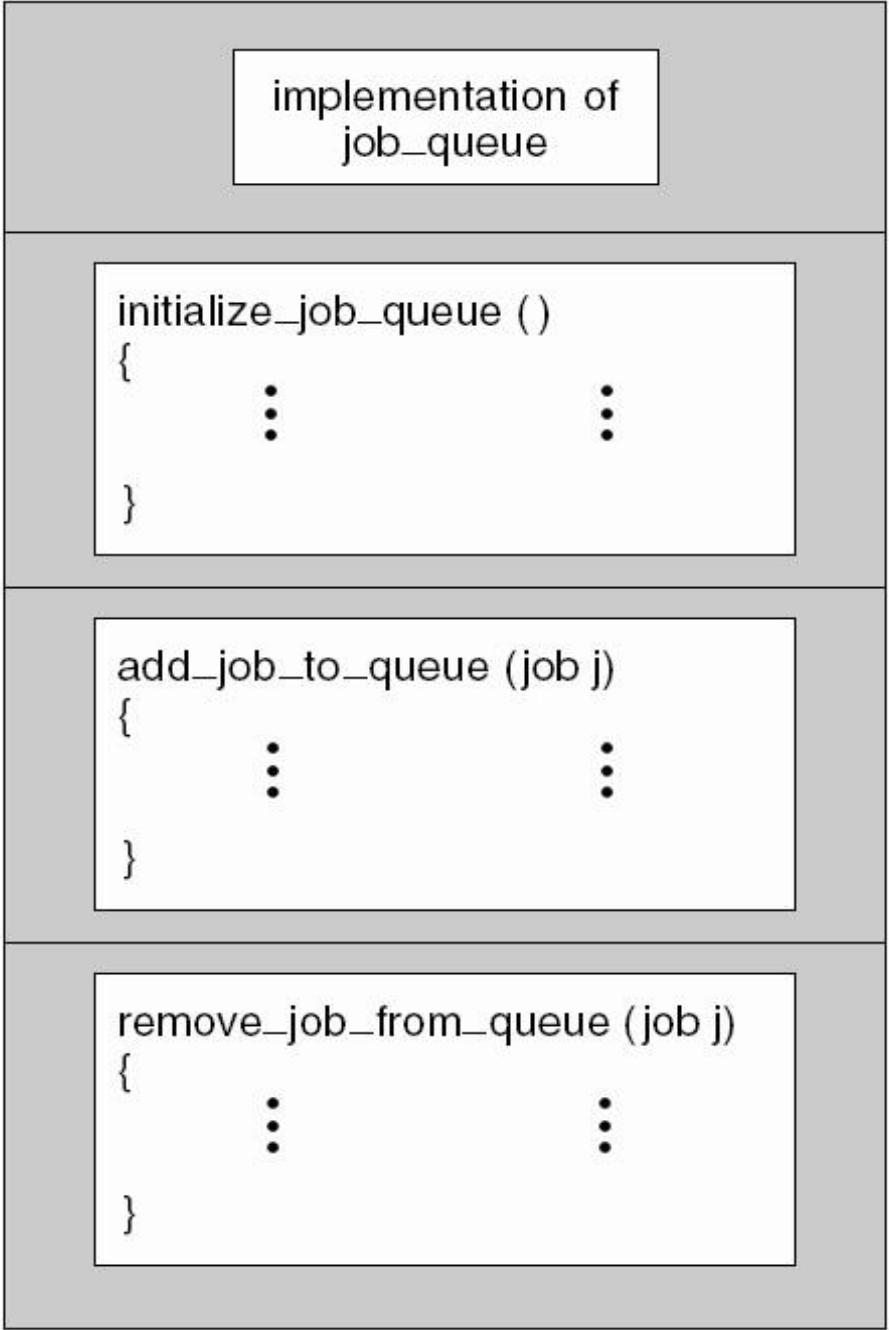 implementation of
job_queue
initialize_job_queue ()
{
}
add_job_to_queue (job j)
{
}
remove_job_from_queue (job j)
{
}